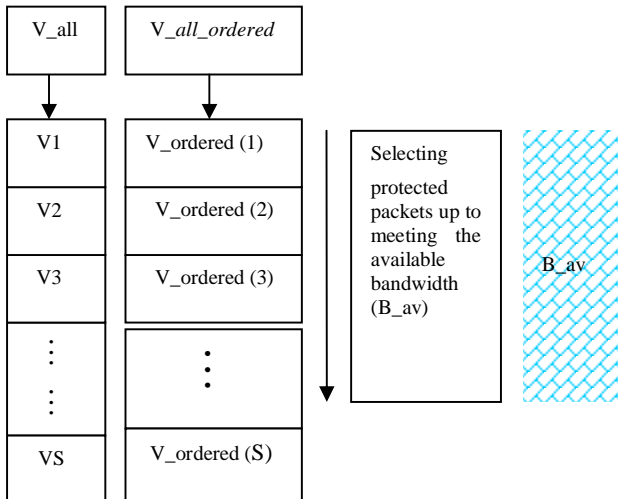 V_all
V_all_ordered
V1
V_ordered (1)
V2
V_ordered (2)
V3
V_ordered (3)
⋮
⋮
⋮
VS
V_ordered (S)
Selecting
protected
packets up to
meeting the
available
bandwidth
(B_av)
B_av